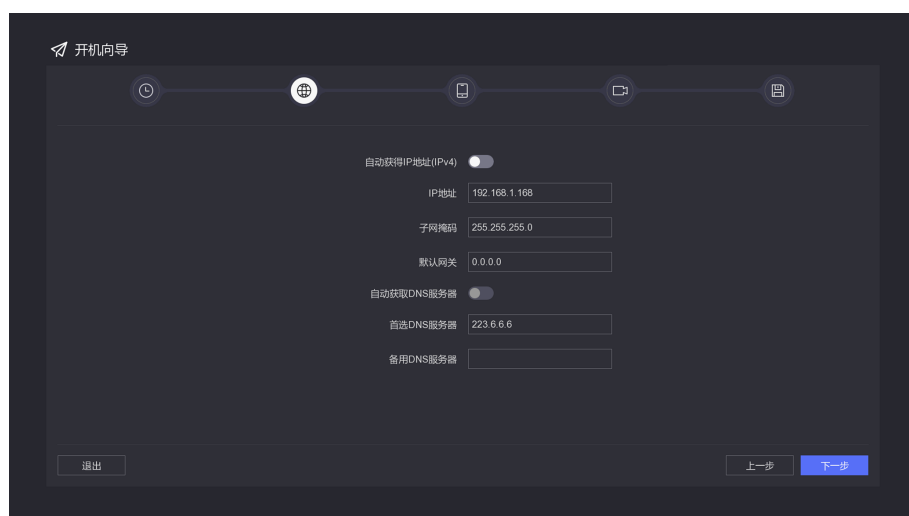 开机向导
自动获得IP地址(IPv4)
IP地址 192.168.1.168
子网掩码 255.255.255.0
默认网关 0.0.0.0
自动获取DNS服务器
首选DNS服务器 223.6.6.6
备用DNS服务器
退出 上一步 下一步